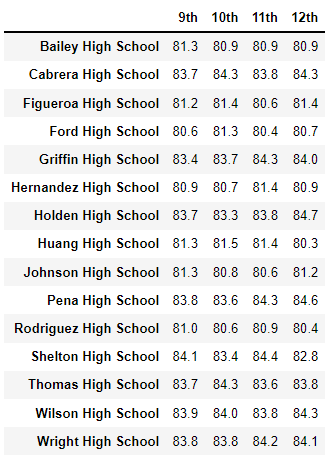 9th 10th 11th 12th
Bailey High School 81.3 80.9 80.9 80.9
Cabrera High School 83.7 84.3 83.8 84.3
Figueroa High School 81.2 81.4 80.6 81.4
Ford High School 80.6 81.3 80.4 80.7
Griffin High School 83.4 83.7 84.3 84.0
Hernandez High School 80.9 80.7 81.4 80.9
Holden High School 83.7 83.3 83.8 84.7
Huang High School 81.3 81.5 81.4 80.3
Johnson High School 81.3 80.8 80.6 81.2
Pena High School 83.8 83.6 84.3 84.6
Rodriguez High School 81.0 80.6 80.9 80.4
Shelton High School 84.1 83.4 84.4 82.8
Thomas High School 83.7 84.3 83.6 83.8
Wilson High School 83.9 84.0 83.8 84.3
Wright High School 83.8 83.8 84.2 84.1